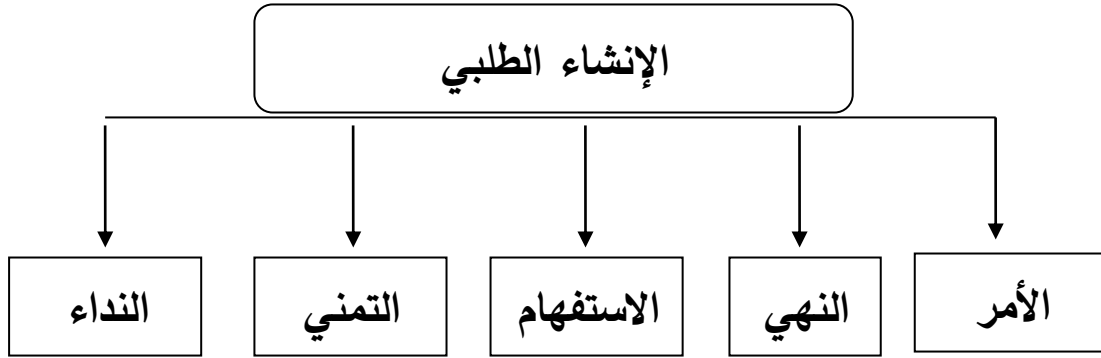 الإنشاء الطلبي
الأمر
النهي
الاستفهام
التمني
النداء